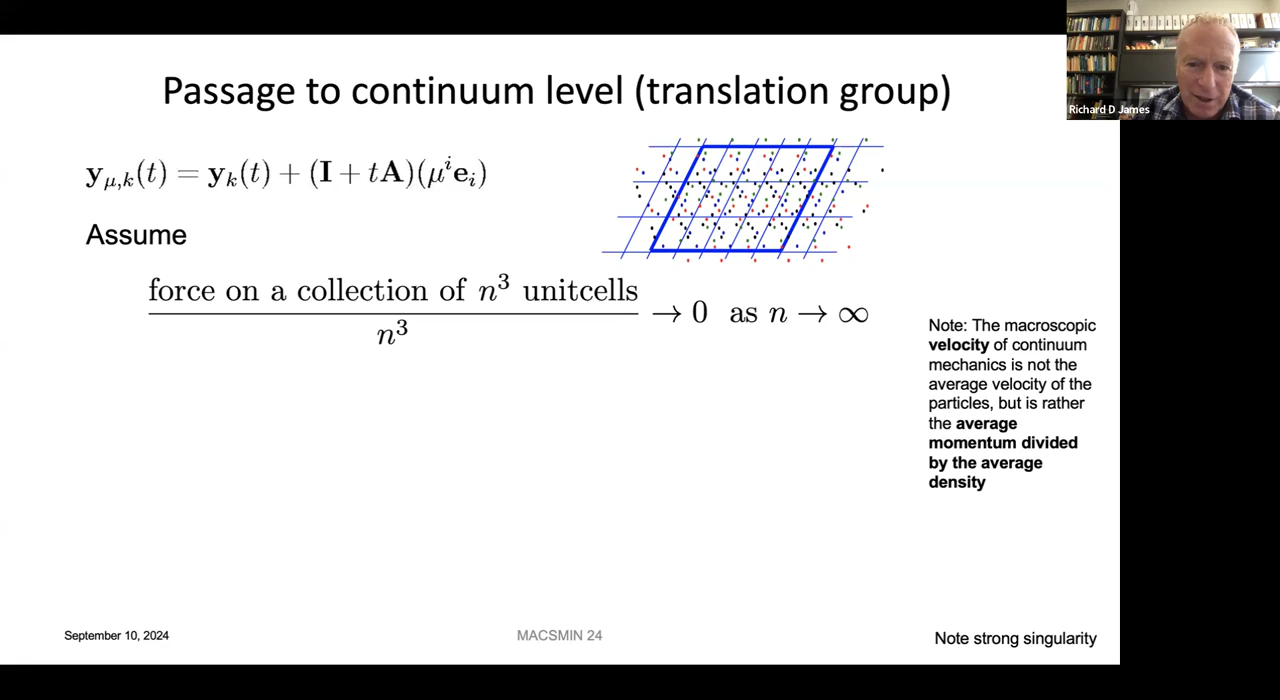 Passage to continuum level (translation group)
Richard D James
y_{μ,k}(t) = y_k(t) + (I + tA)(μ^i e_i)
Assume
force on a collection of n³ unitcells
n³
→ 0 as n → ∞
Note: The macroscopic
velocity of continuum
mechanics is not the
average velocity of the
particles, but is rather
the average
momentum divided
by the average
density
September 10, 2024
MACSMIN 24
Note strong singularity